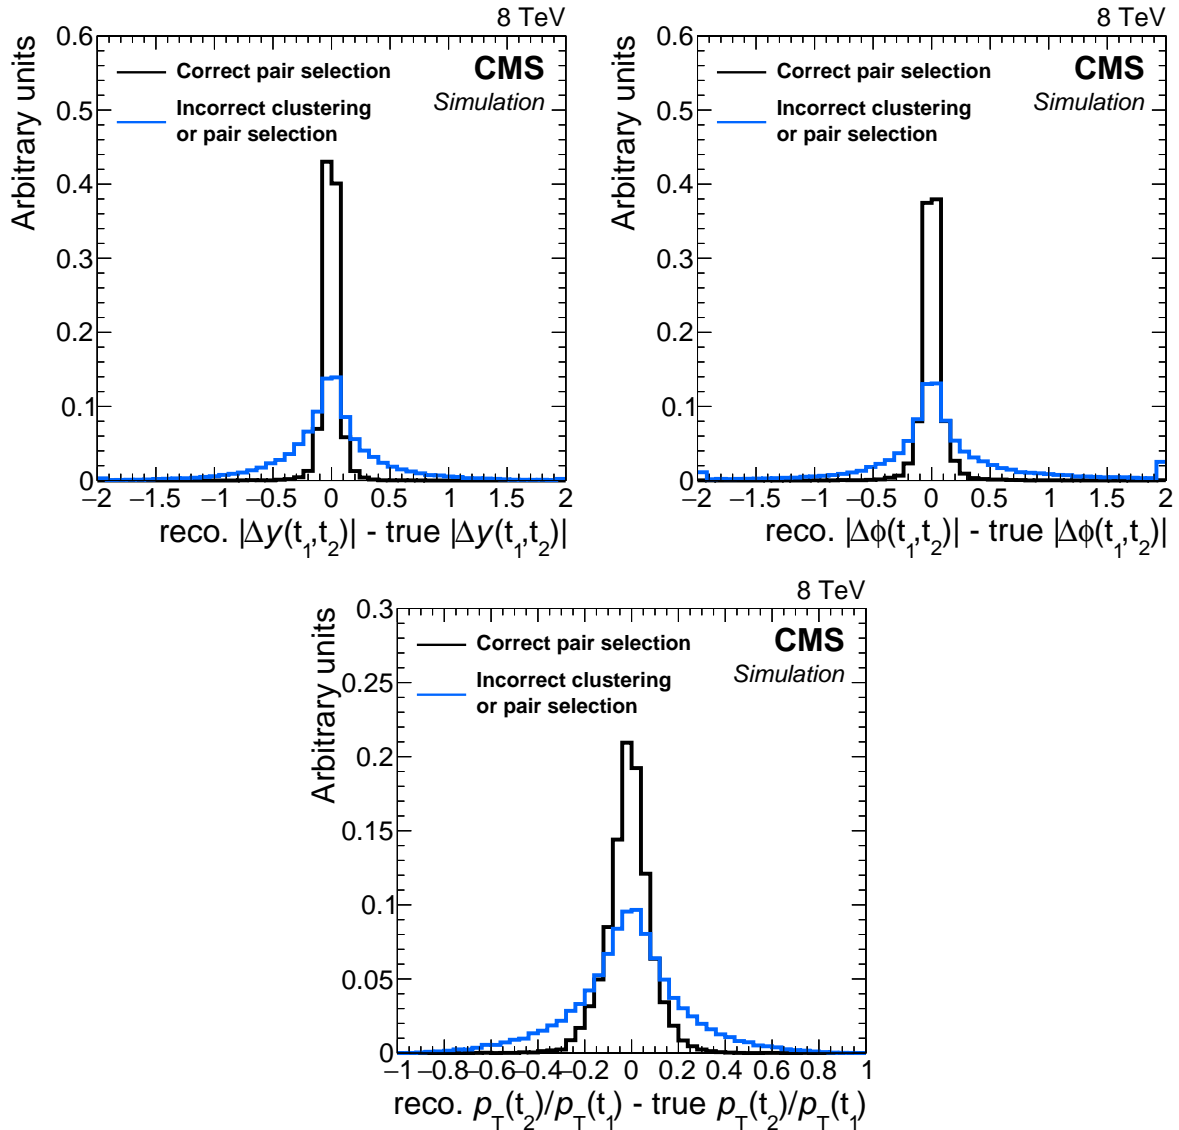 8 TeV
Arbitrary units
0.6
0.5
0.4
0.3
0.2
0.1
0
Correct pair selection
Incorrect clustering
or pair selection
CMS
Simulation
−2 −1.5 −1 −0.5 0 0.5 1 1.5 2
reco. |Δy(t1,t2)| - true |Δy(t1,t2)|
8 TeV
Arbitrary units
0.6
0.5
0.4
0.3
0.2
0.1
0
Correct pair selection
Incorrect clustering
or pair selection
CMS
Simulation
−2 −1.5 −1 −0.5 0 0.5 1 1.5 2
reco. |Δϕ(t1,t2)| - true |Δϕ(t1,t2)|
8 TeV
Arbitrary units
0.3
0.25
0.2
0.15
0.1
0.05
0
Correct pair selection
Incorrect clustering
or pair selection
CMS
Simulation
−1 −0.8 −0.6 −0.4 −0.2 0 0.2 0.4 0.6 0.8 1
reco. pT(t2)/pT(t1) - true pT(t2)/pT(t1)